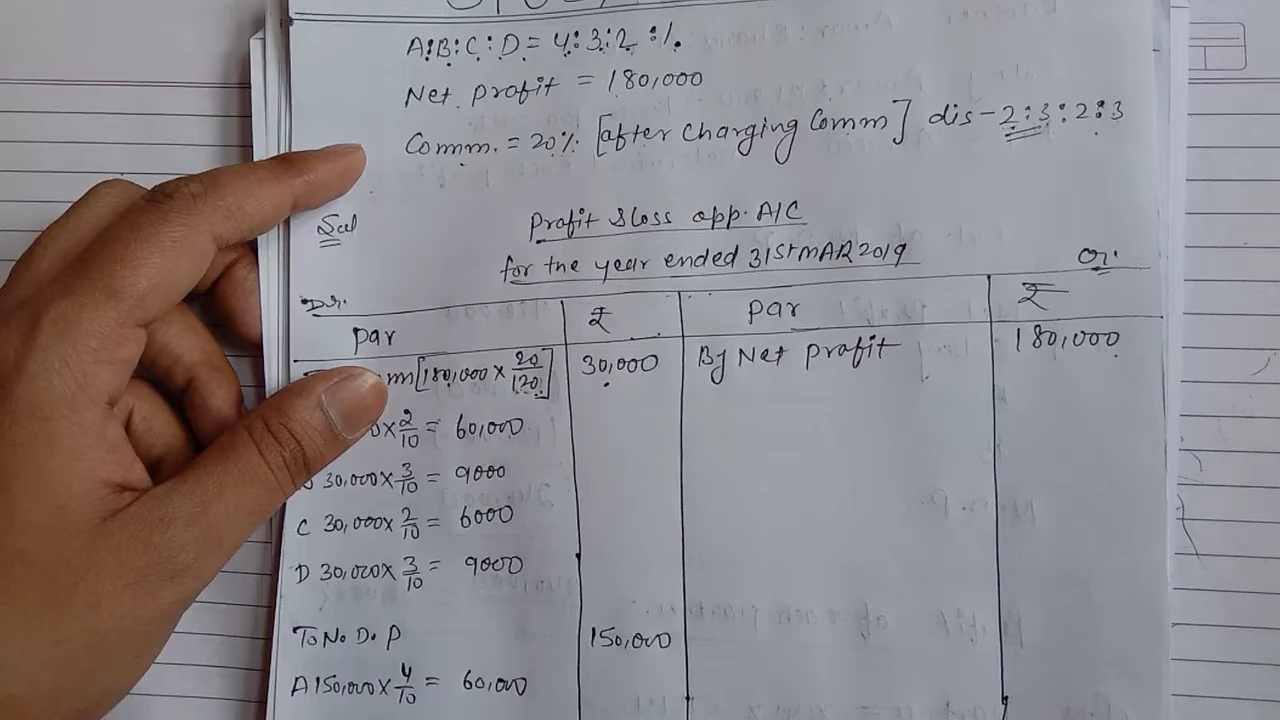 A:B:C:D = 4:3:2:1.
Net profit = 180,000
Comm. = 20% [after charging Comm] dis - 2:3:2:3
Sol
Profit & loss app. A/C
for the year ended 31st MAR 2019
Dr. Cr.
Par ₹ par ₹
m [180,000 × 20/120] 30,000 By Net profit 180,000
0 × 2/10 = 60,000
30,000 × 3/10 = 9000
C 30,000 × 2/10 = 6000
D 30,000 × 3/10 = 9000
To No D. P 150,000
A 150,000 × 4/10 = 60,000